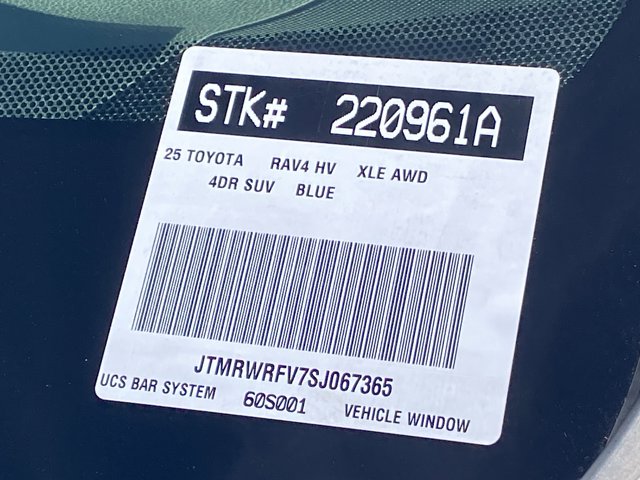 STK# 220961A
25 TOYOTA RAV4 HV XLE AWD
4DR SUV BLUE
JTMRWRFV7SJ067365
UCS BAR SYSTEM 60S001 VEHICLE WINDOW